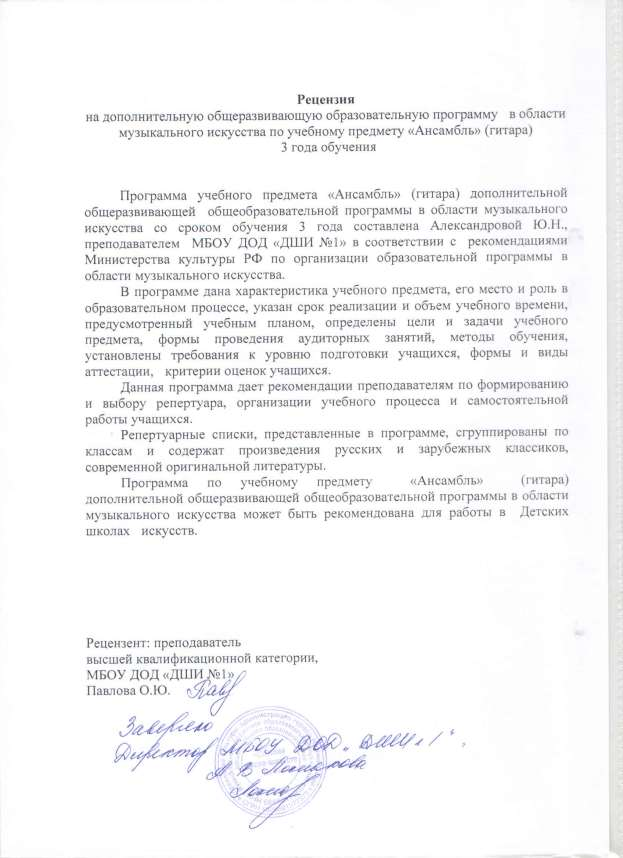 Рецензия
на дополнительную общеразвивающую образовательную программу в области
музыкального искусства по учебному предмету «Ансамбль» (гитара)
3 года обучения
Программа учебного предмета «Ансамбль» (гитара) дополнительной
общеразвивающей общеобразовательной программы в области музыкального
искусства со сроком обучения 3 года составлена Александровой Ю.Н.,
преподавателем МБОУ ДОД «ДШИ №1» в соответствии с рекомендациями
Министерства культуры РФ по организации образовательной программы в
области музыкального искусства.
В программе дана характеристика учебного предмета, его место и роль в
образовательном процессе, указан срок реализации и объем учебного времени,
предусмотренный учебным планом, определены цели и задачи учебного
предмета, формы проведения аудиторных занятий, методы обучения,
установлены требования к уровню подготовки учащихся, формы и виды
аттестации, критерии оценок учащихся.
Данная программа дает рекомендации преподавателям по формированию
и выбору репертуара, организации учебного процесса и самостоятельной
работы учащихся.
Репертуарные списки, представленные в программе, сгруппированы по
классам и содержат произведения русских и зарубежных классиков,
современной оригинальной литературы.
Программа по учебному предмету «Ансамбль» (гитара)
дополнительной общеразвивающей общеобразовательной программы в области
музыкального искусства может быть рекомендована для работы в Детских
школах искусств.
Рецензент: преподаватель
высшей квалификационной категории,
МБОУ ДОД «ДШИ №1»
Павлова О.Ю.
Заверяю
Директор МБОУ ДОД „ДШИ №1“